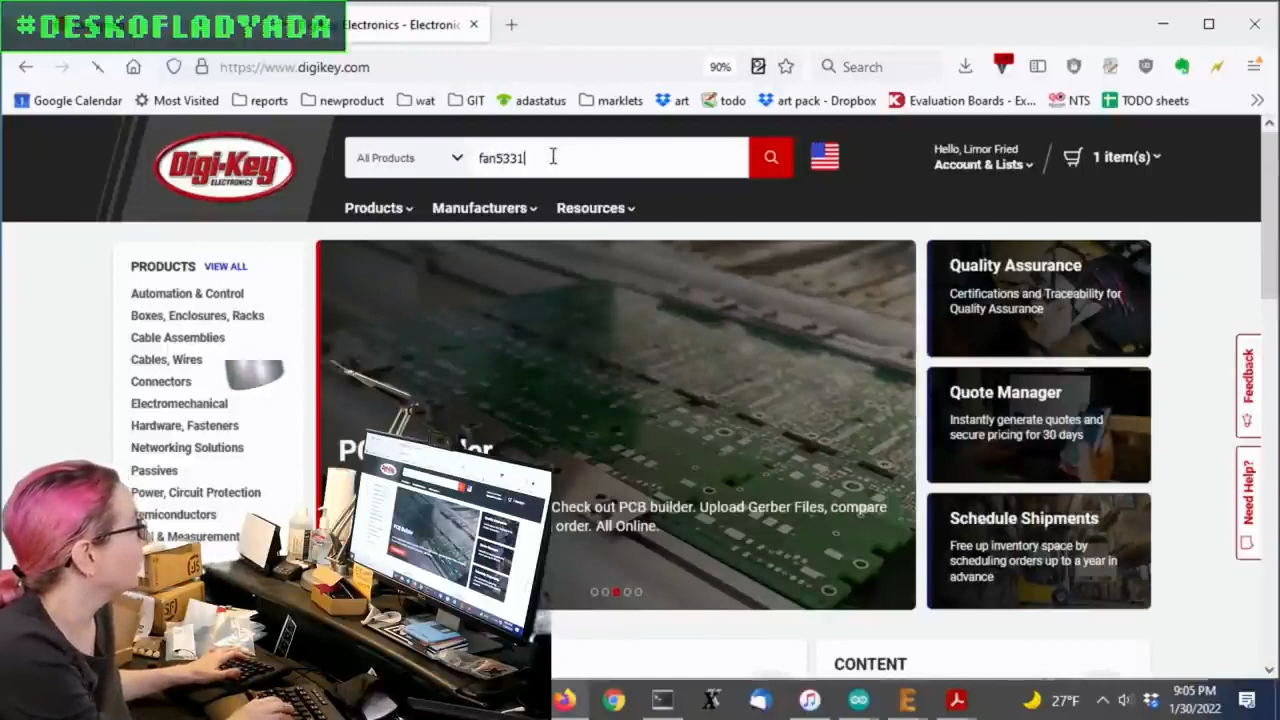 #DESKOFLADYADA
Electronics - Electronic
https://www.digikey.com
90%
Search
Google Calendar
Most Visited
reports
newproduct
wat
GIT
adastatus
marklets
art
todo
art pack - Dropbox
Evaluation Boards - Ex...
NTS
TODO sheets
Digi-Key
ELECTRONICS
All Products
fan5331
Hello, Limor Fried
Account & Lists
1 item(s)
Products
Manufacturers
Resources
PRODUCTS VIEW ALL
Automation & Control
Boxes, Enclosures, Racks
Cable Assemblies
Cables, Wires
Connectors
Electromechanical
Hardware, Fasteners
Networking Solutions
Passives
Power, Circuit Protection
Semiconductors
& Measurement
Check out PCB builder. Upload Gerber Files, compare
order. All Online.
Quality Assurance
Certifications and Traceability for
Quality Assurance
Quote Manager
Instantly generate quotes and
secure pricing for 30 days
Schedule Shipments
Free up inventory space by
scheduling orders up to a year in
advance
Feedback
Need Help?
CONTENT
27°F
9:05 PM
1/30/2022